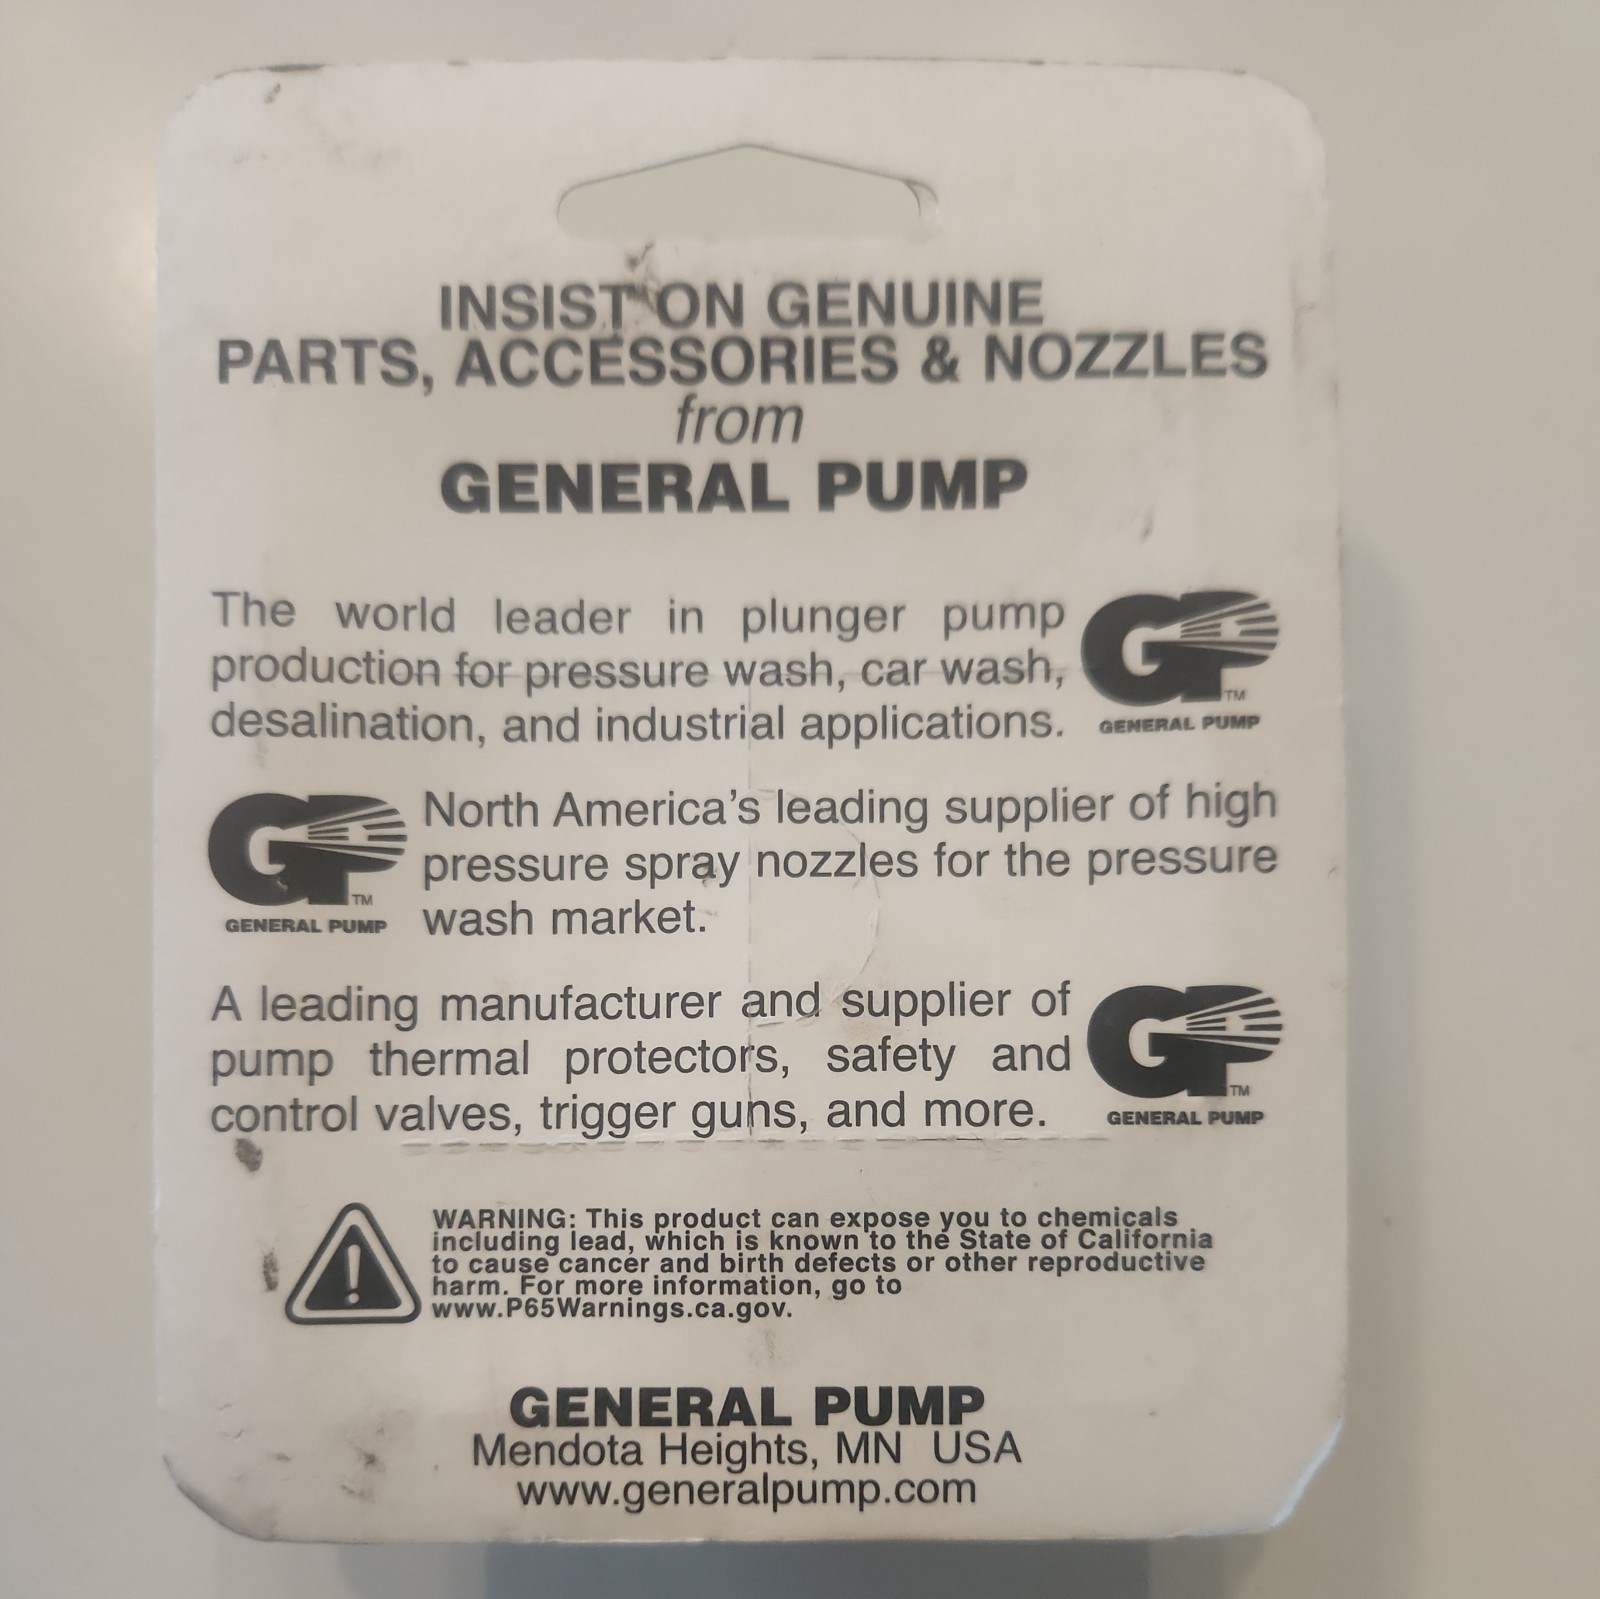 INSIST ON GENUINE
PARTS, ACCESSORIES & NOZZLES
from
GENERAL PUMP
The world leader in plunger pump
production for pressure wash, car wash,
desalination, and industrial applications.
GP TM
GENERAL PUMP
GP TM
GENERAL PUMP
North America's leading supplier of high
pressure spray nozzles for the pressure
wash market.
A leading manufacturer and supplier of
pump thermal protectors, safety and
control valves, trigger guns, and more.
GP TM
GENERAL PUMP
WARNING: This product can expose you to chemicals
including lead, which is known to the State of California
to cause cancer and birth defects or other reproductive
harm. For more information, go to
www.P65Warnings.ca.gov.
GENERAL PUMP
Mendota Heights, MN USA
www.generalpump.com